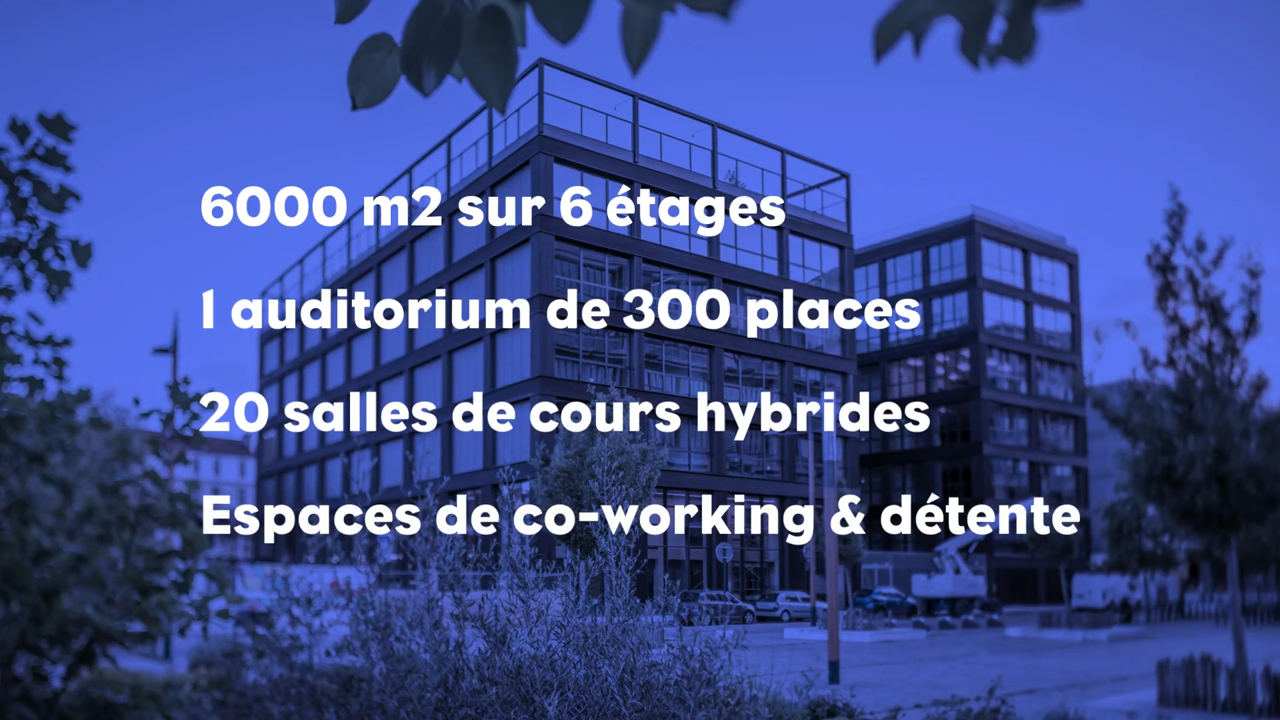 6000 m2 sur 6 étages
1 auditorium de 300 places
20 salles de cours hybrides
Espaces de co-working & détente